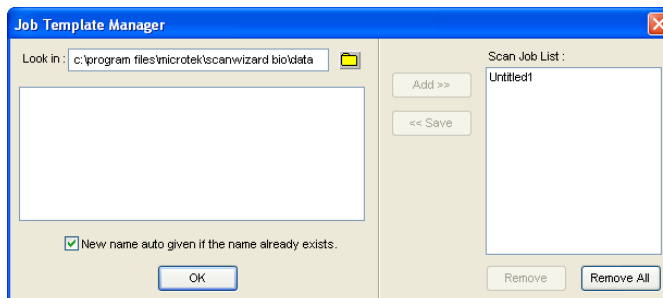 Job Template Manager
Look in : c:\program files\microtek\scanwizard bio\data
Scan Job List :
Untitled1
Add >>
<< Save
New name auto given if the name already exists.
OK
Remove
Remove All